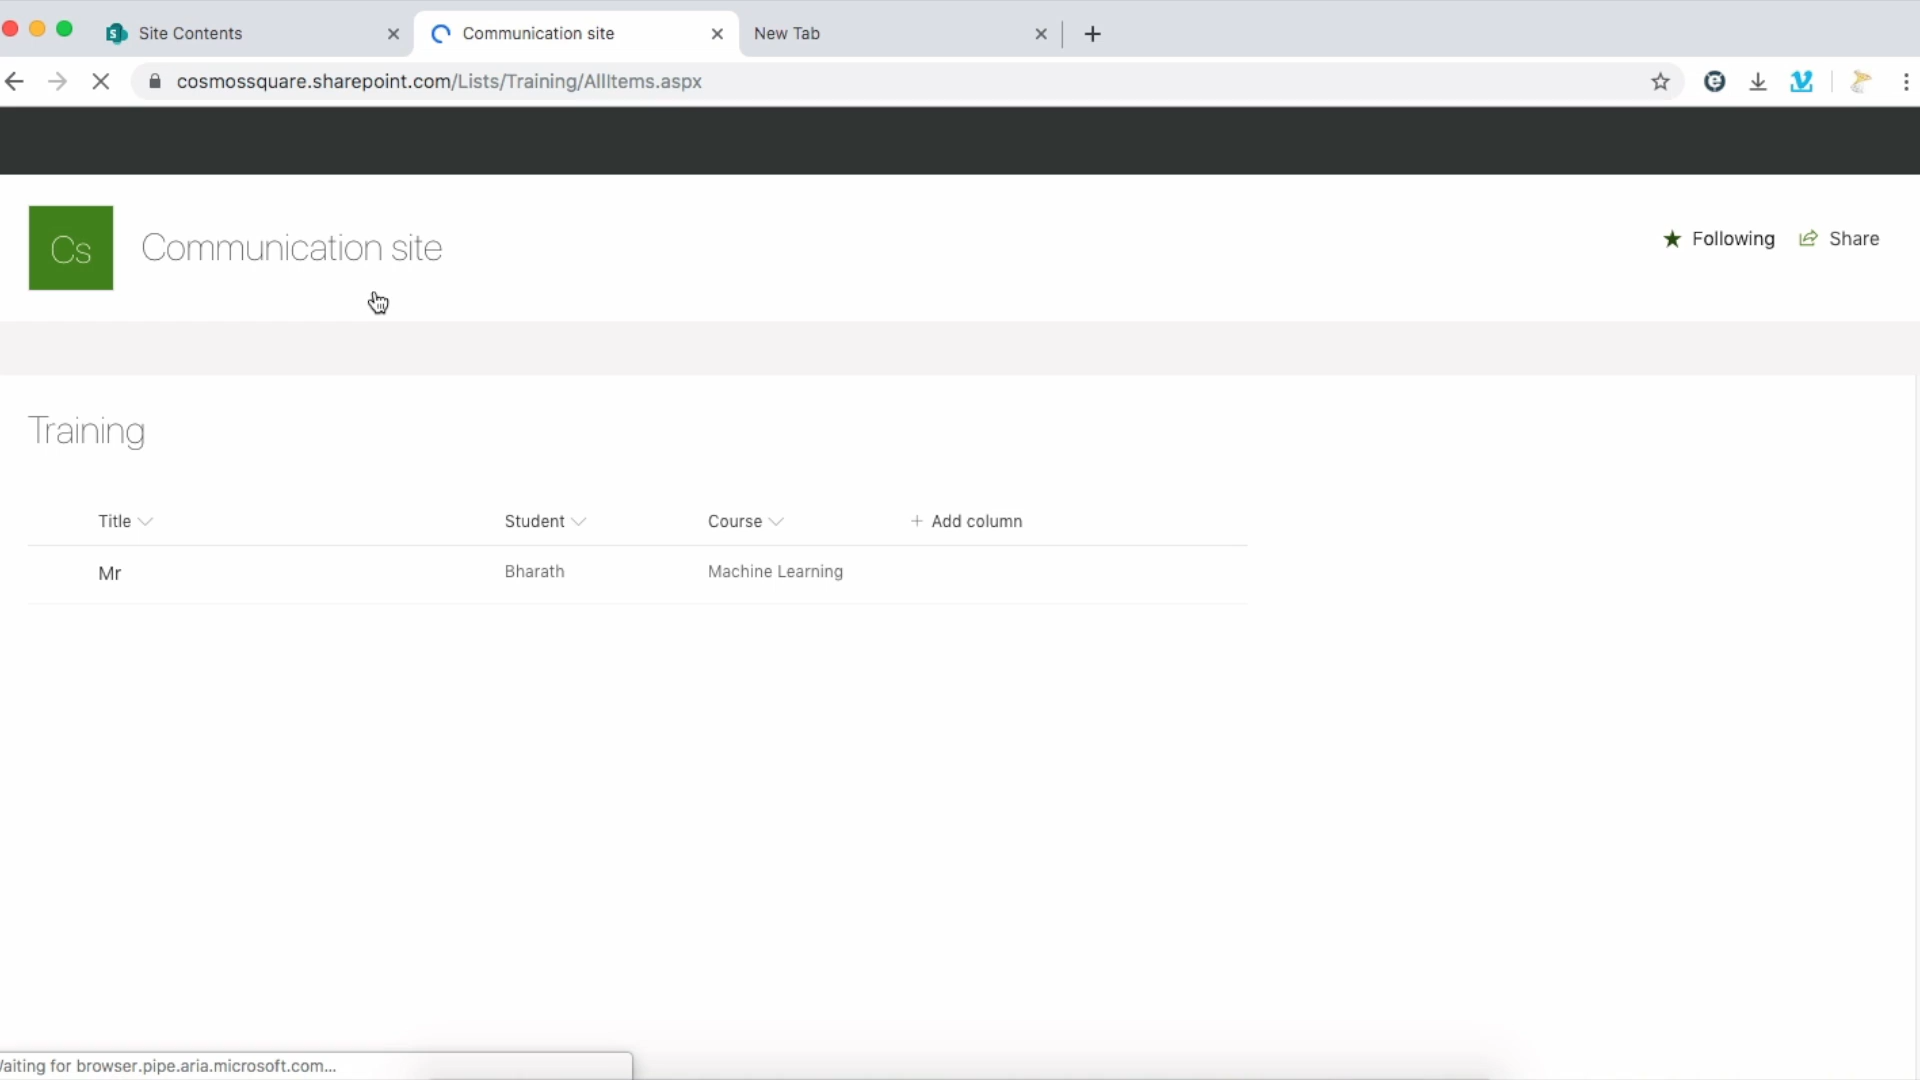 Site Contents
Communication site
New Tab
cosmossquare.sharepoint.com/Lists/Training/AllItems.aspx
Cs
Communication site
Following
Share
Training
Title
Student
Course
+ Add column
Mr
Bharath
Machine Learning
aiting for browser.pipe.aria.microsoft.com...